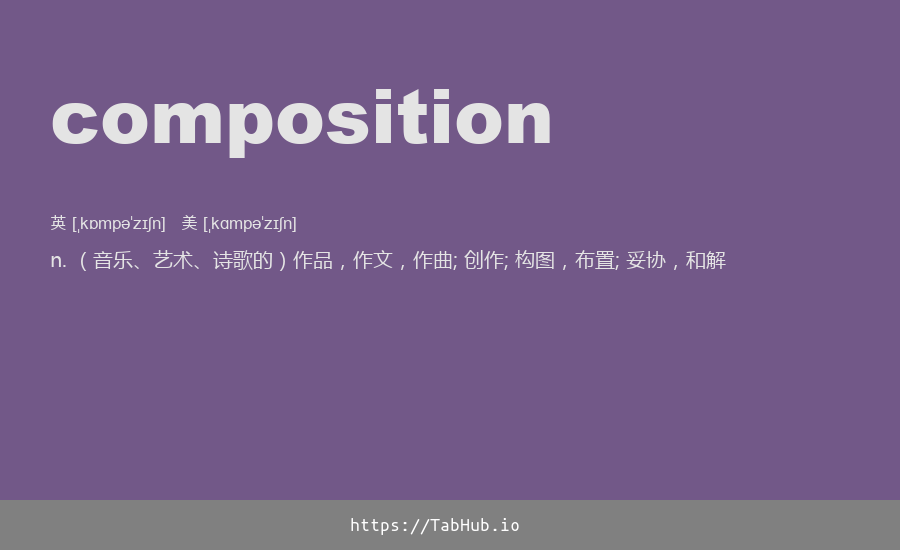 composition
英 [ˌkɒmpəˈzɪʃn] 美 [ˌkɑmpəˈzɪʃn]
n. （音乐、艺术、诗歌的）作品，作文，作曲; 创作; 构图，布置; 妥协，和解
https://TabHub.io